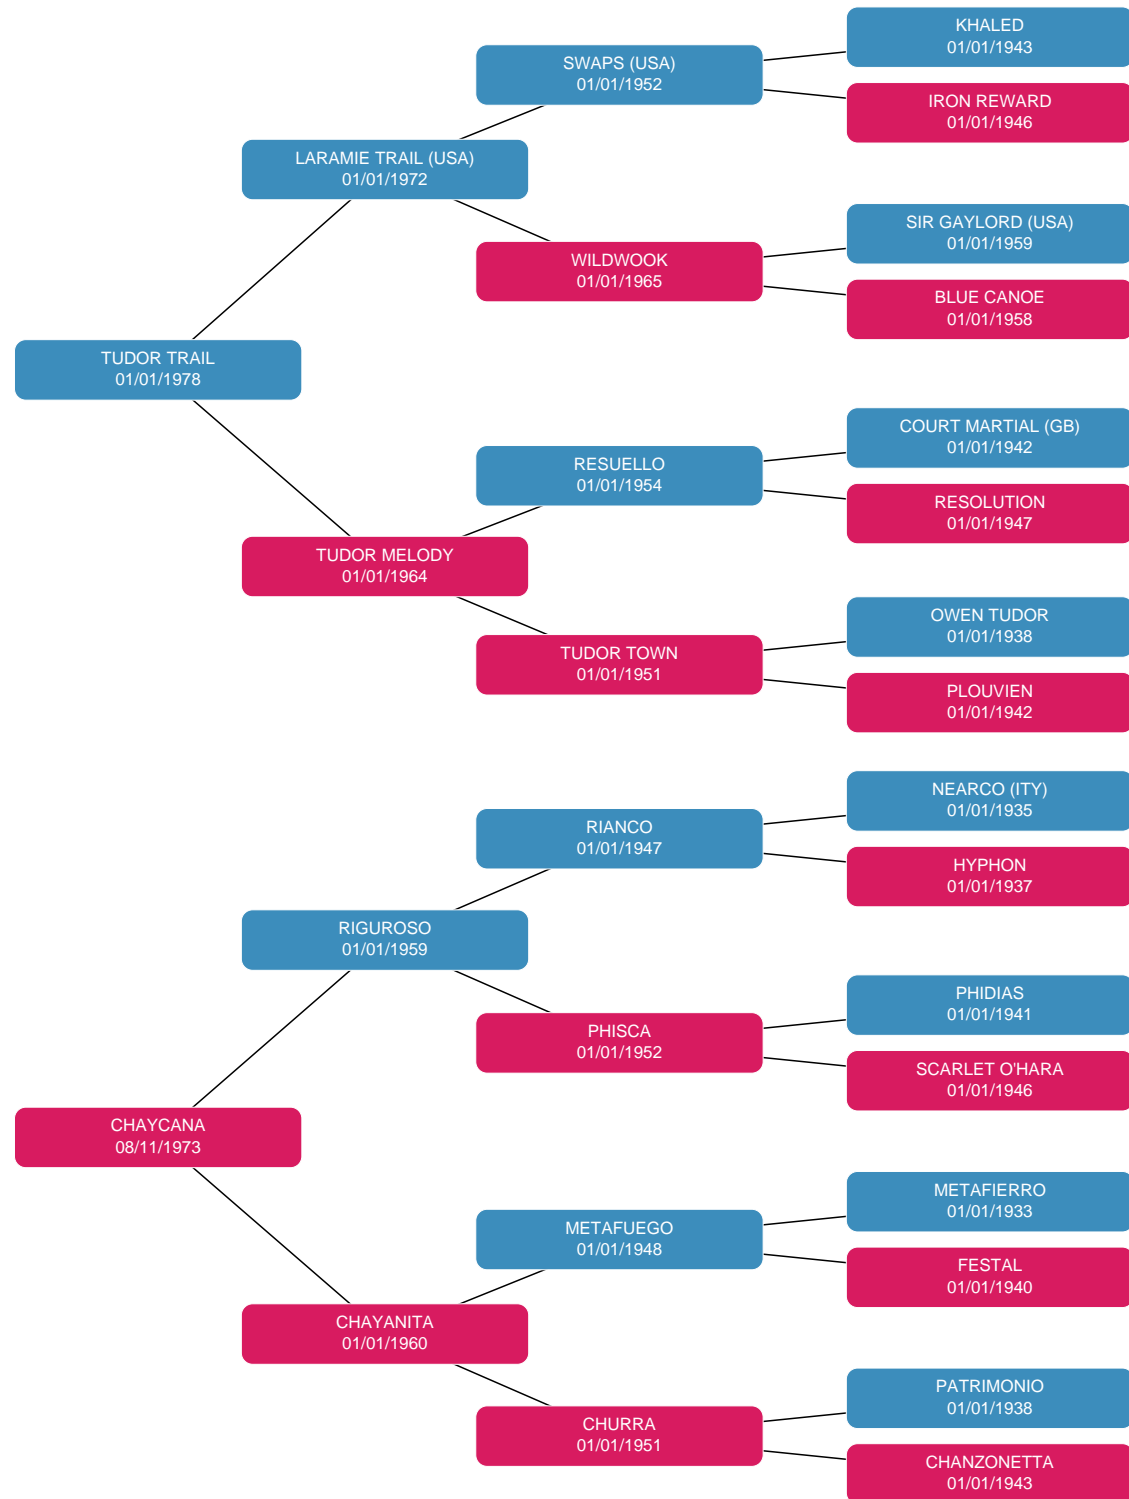 KHALED
01/01/1943
SWAPS (USA)
01/01/1952
IRON REWARD
01/01/1946
LARAMIE TRAIL (USA)
01/01/1972
SIR GAYLORD (USA)
01/01/1959
WILDWOOK
01/01/1965
BLUE CANOE
01/01/1958
TUDOR TRAIL
01/01/1978
COURT MARTIAL (GB)
01/01/1942
RESUELLO
01/01/1954
RESOLUTION
01/01/1947
TUDOR MELODY
01/01/1964
OWEN TUDOR
01/01/1938
TUDOR TOWN
01/01/1951
PLOUVIEN
01/01/1942
NEARCO (ITY)
01/01/1935
RIANCO
01/01/1947
HYPHON
01/01/1937
RIGUROSO
01/01/1959
PHIDIAS
01/01/1941
PHISCA
01/01/1952
SCARLET O'HARA
01/01/1946
CHAYCANA
08/11/1973
METAFIERRO
01/01/1933
METAFUEGO
01/01/1948
FESTAL
01/01/1940
CHAYANITA
01/01/1960
PATRIMONIO
01/01/1938
CHURRA
01/01/1951
CHANZONETTA
01/01/1943